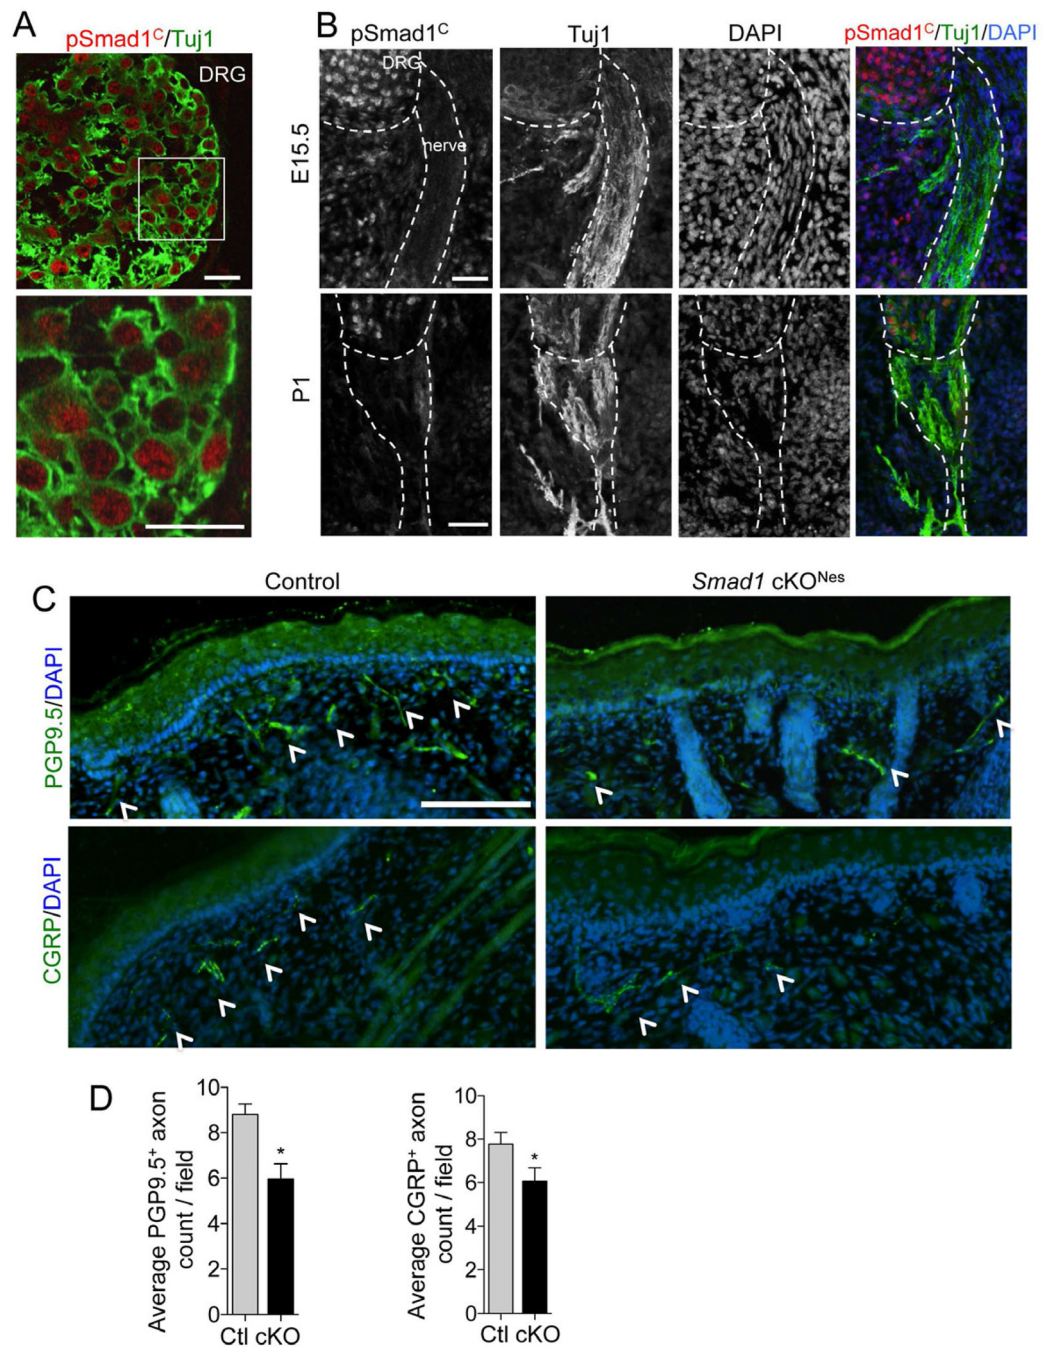 A
pSmad1ᶜ/Tuj1
DRG
B
pSmad1ᶜ
Tuj1
DAPI
pSmad1ᶜ/Tuj1/DAPI
E15.5
DRG
nerve
P1
C
Control
Smad1 cKOᴺᵉˢ
PGP9.5/DAPI
CGRP/DAPI
D
Average PGP9.5⁺ axon
count / field
10
8
6
4
2
0
*
Ctl cKO
Average CGRP⁺ axon
count / field
10
8
6
4
2
0
*
Ctl cKO